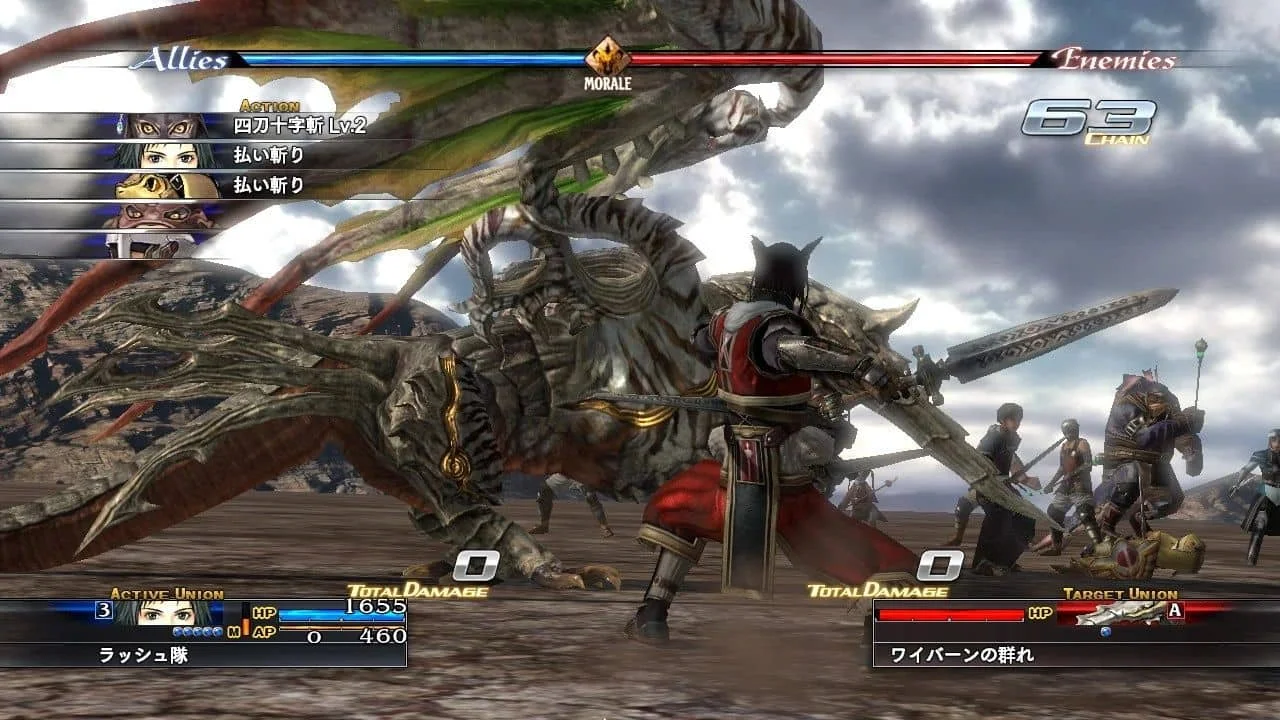 Allies
MORALE
Enemies
63
CHAIN
ACTION
四刀十字斬 Lv.2
払い斬り
払い斬り
0
TOTAL DAMAGE
0
TOTAL DAMAGE
ACTIVE UNION
3
M
HP 1655
AP 0 460
ラッシュ隊
TARGET UNION
HP
A
ワイバーンの群れ